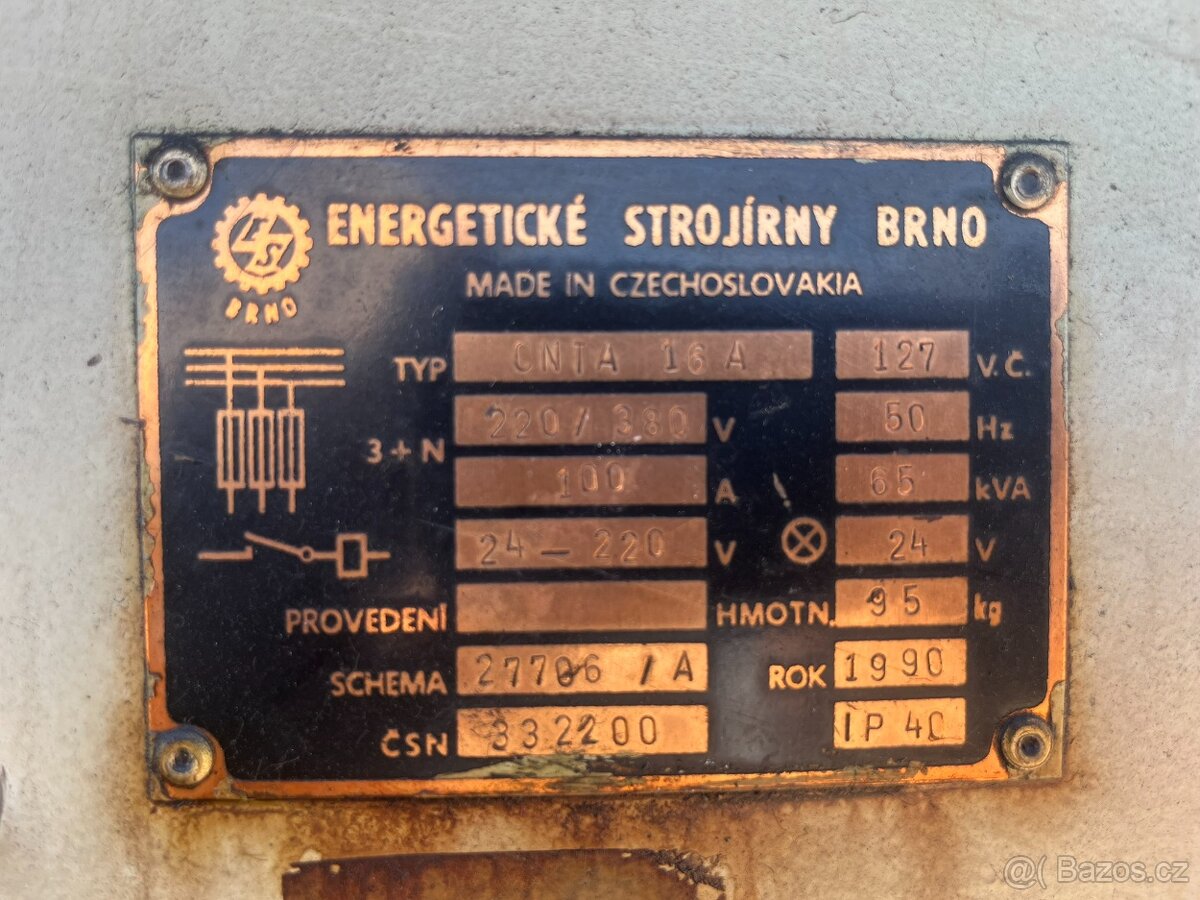 ENERGETICKÉ STROJÍRNY BRNO
BRNO
MADE IN CZECHOSLOVAKIA
TYP CNTA 16 A 127 V.Č.
3+N 220/380 V 50 Hz
100 A 65 kVA
24-220 V 24 V
PROVEDENÍ HMOTN. 95 kg
SCHEMA 27706/A ROK 1990
ČSN 332200 IP 40
@( Bazos.cz